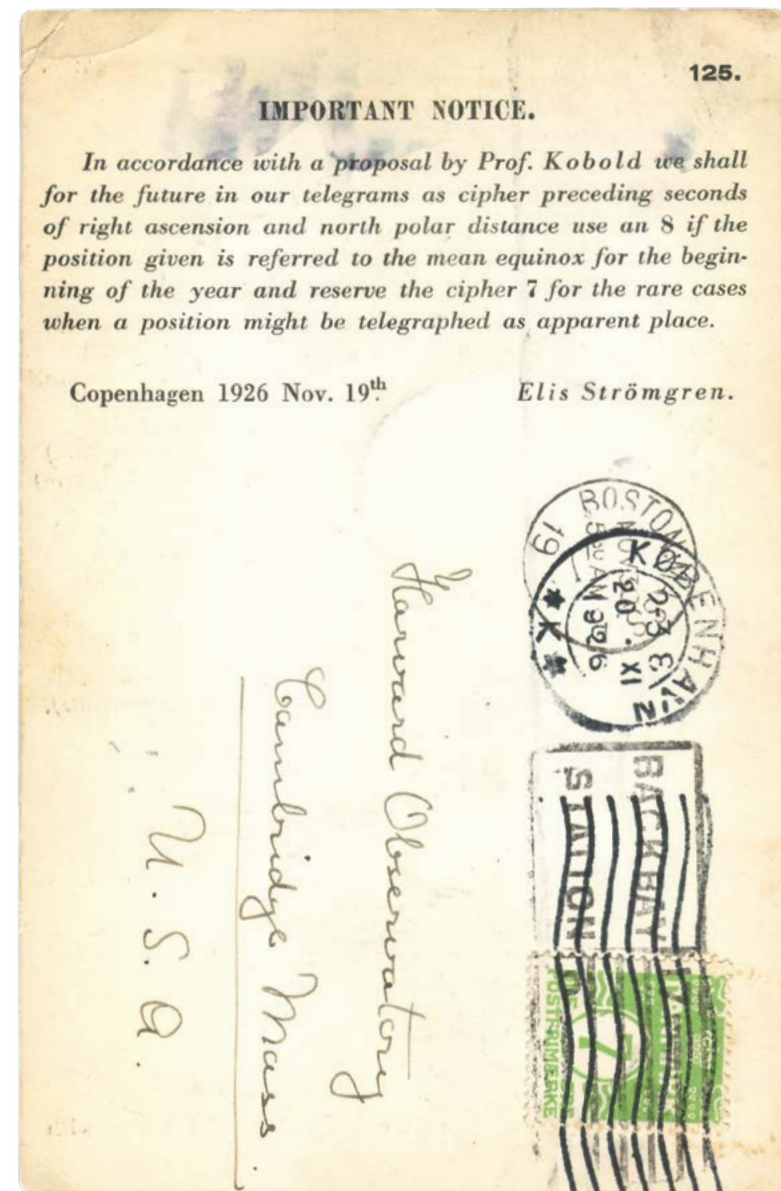 125.
IMPORTANT NOTICE.
In accordance with a proposal by Prof. Kobold we shall
for the future in our telegrams as cipher preceding seconds
of right ascension and north polar distance use an 8 if the
position given is referred to the mean equinox for the begin-
ning of the year and reserve the cipher 7 for the rare cases
when a position might be telegraphed as apparent place.
Copenhagen 1926 Nov. 19th.
Elis Strömgren.
Harvard Observatory
Cambridge Mass.
U. S. A.
BOSTON
KØBENHAVN
20. XI
K
BACK BAY
STATION
7
POSTFRIMERKE